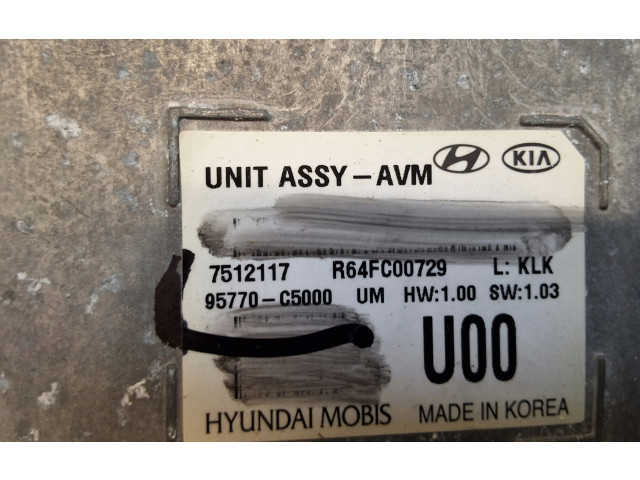 UNIT ASSY-AVM KIA
7512117 R64FC00729 L: KLK
95770-C5000 UM HW:1.00 SW:1.03
U00
HYUNDAI MOBIS MADE IN KOREA